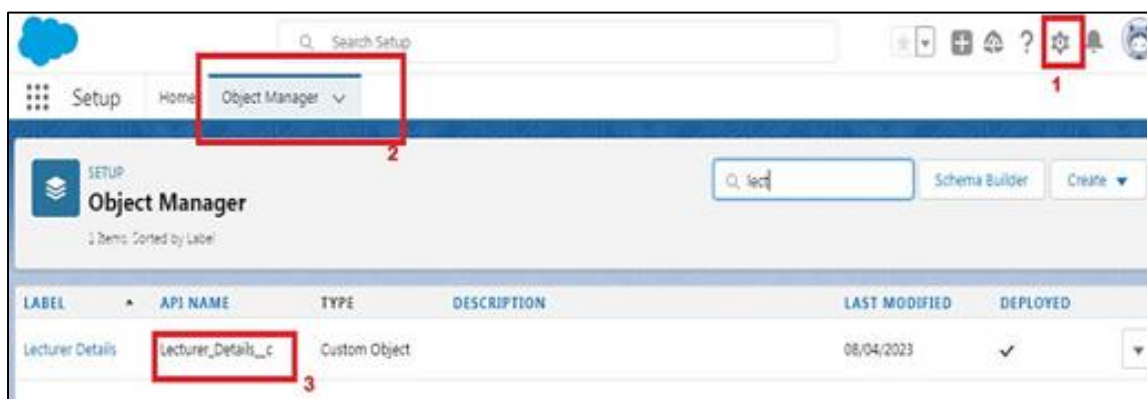 Search Setup
1
Setup Home Object Manager
2
SETUP
Object Manager
1 Items. Sorted by Label
lect
Schema Builder Create
LABEL API NAME TYPE DESCRIPTION LAST MODIFIED DEPLOYED
Lecturer Details Lecturer_Details__c Custom Object 08/04/2023
3